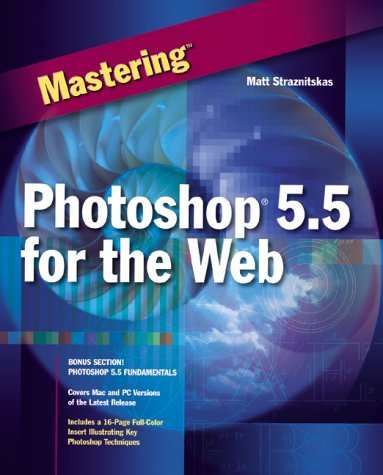 Mastering™
Matt Straznitskas
Photoshop® 5.5
for the Web
BONUS SECTION!
PHOTOSHOP 5.5 FUNDAMENTALS
Covers Mac and PC Versions
of the Latest Release
Includes a 16-Page Full-Color
Insert Illustrating Key
Photoshop Techniques